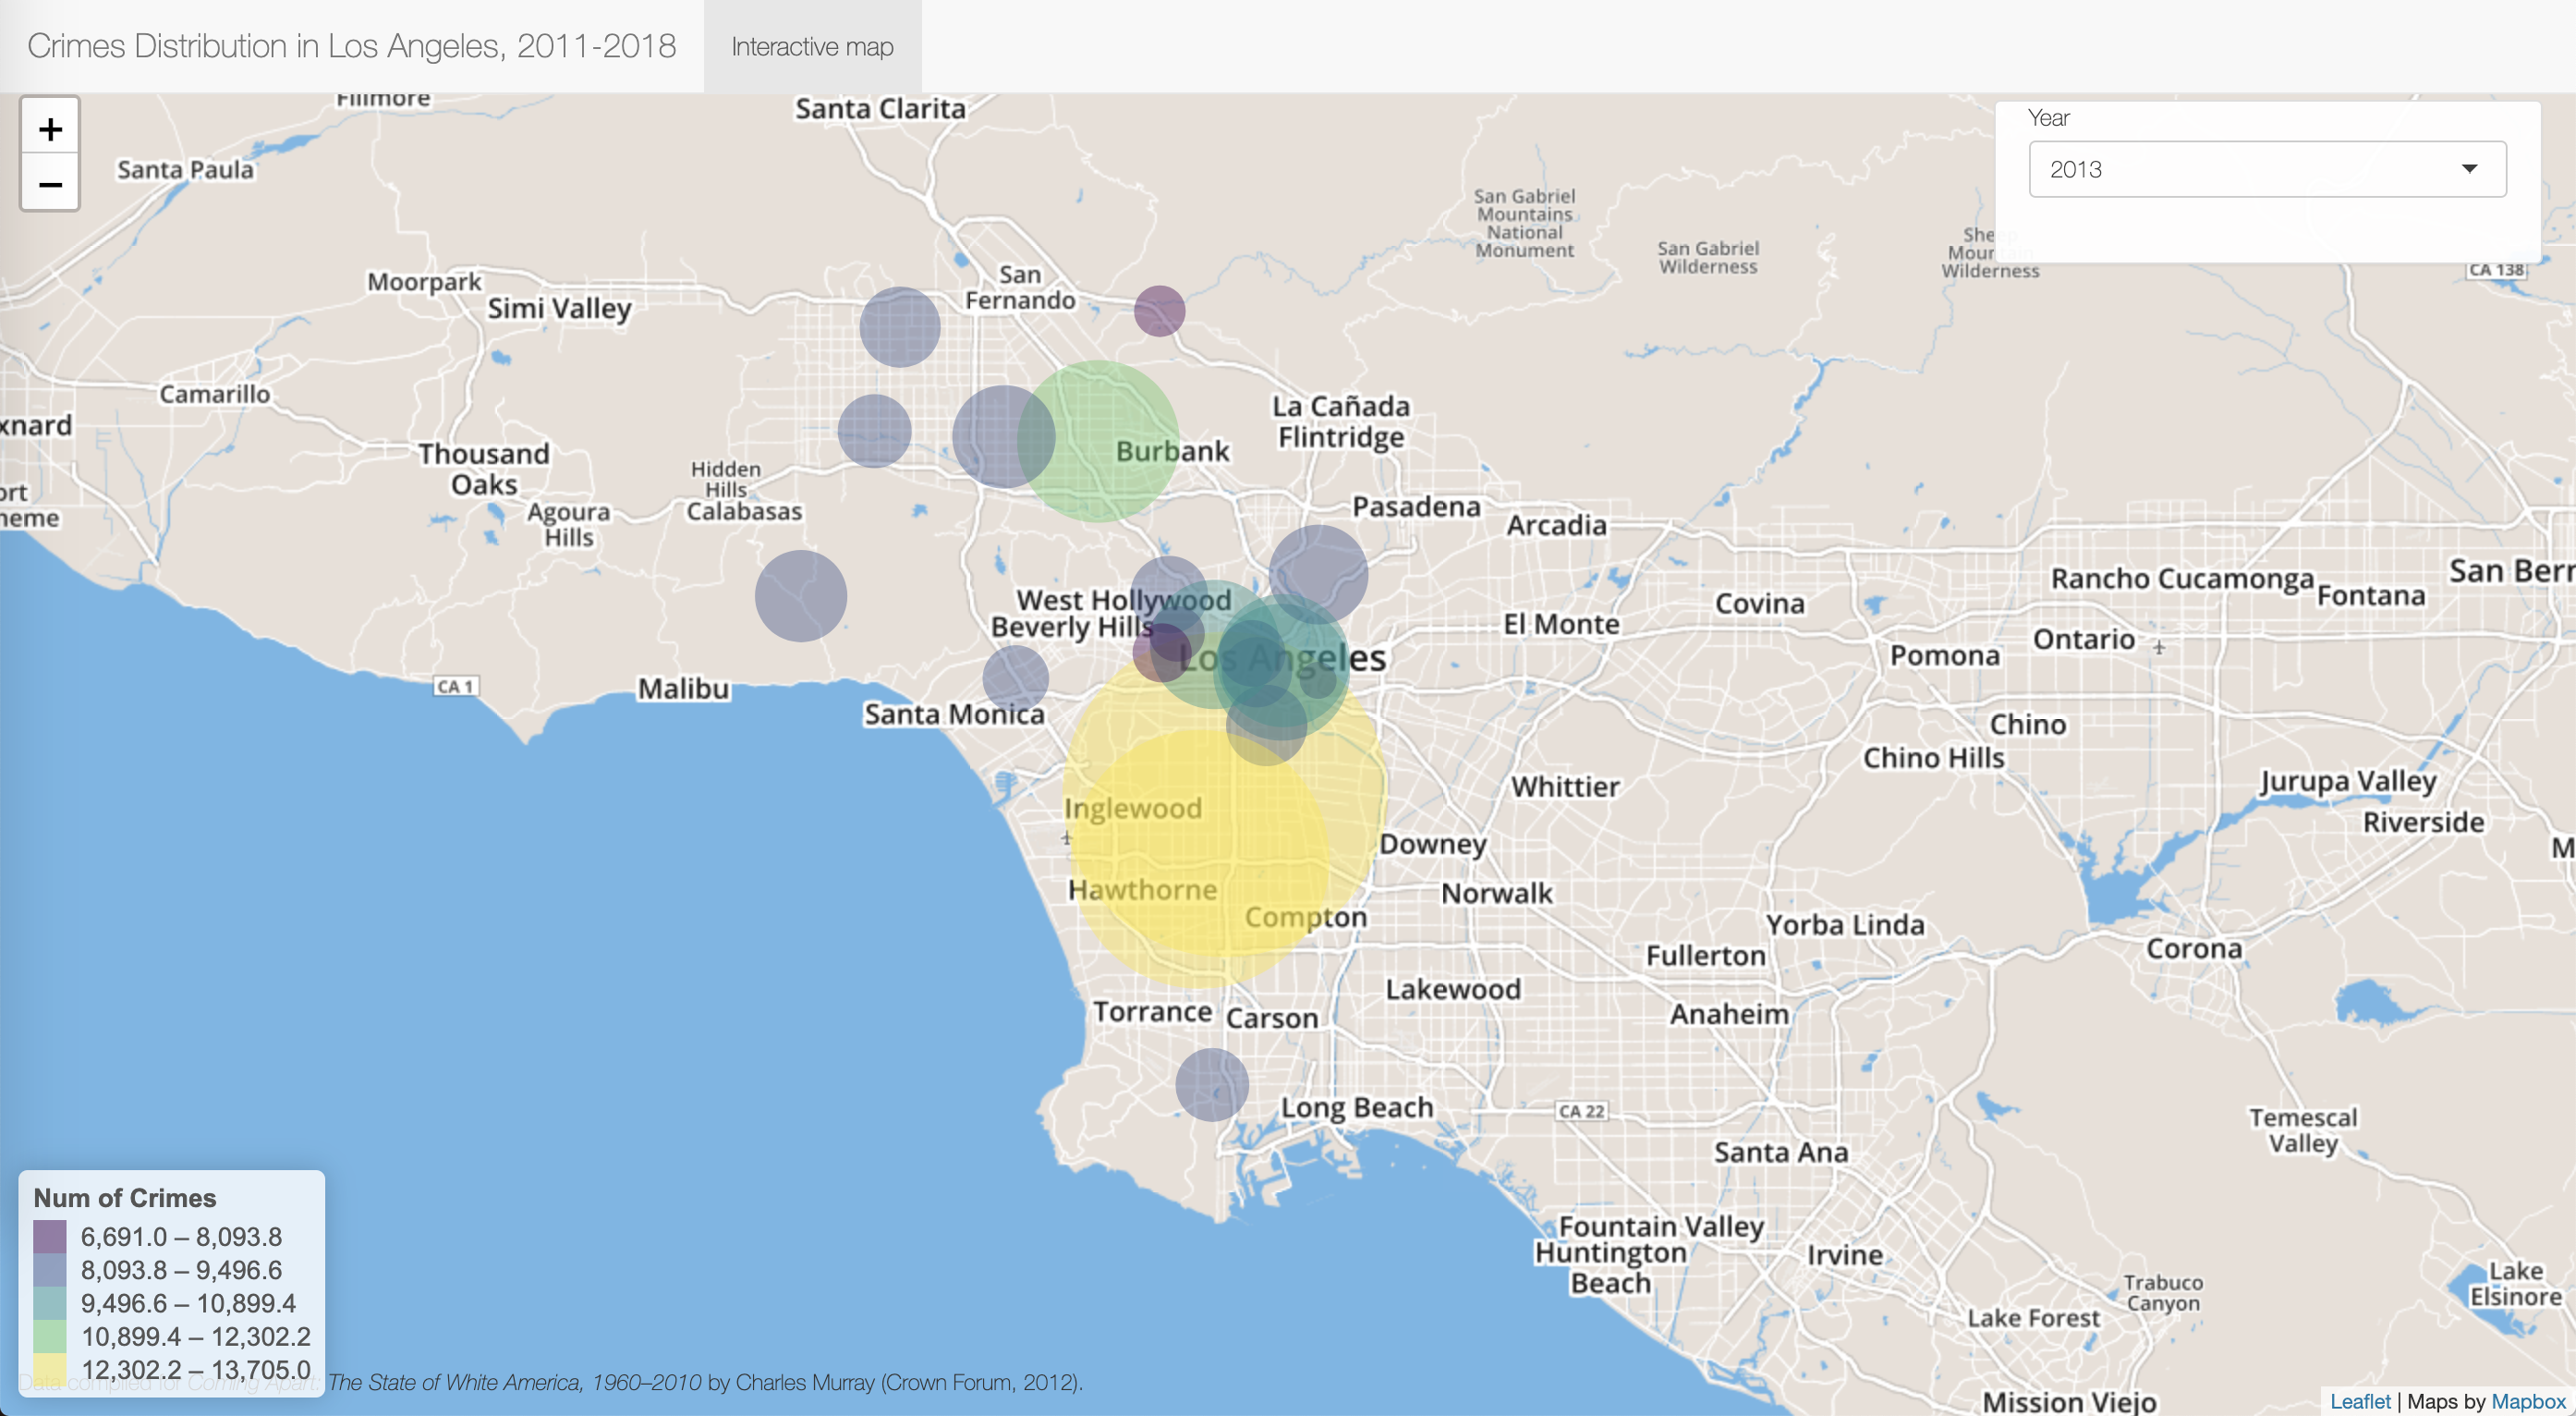 Crimes Distribution in Los Angeles, 2011-2018
Interactive map
+
−
Year
2013
Fillmore
Santa Clarita
Santa Paula
San Gabriel
Mountains
National
Monument
San Gabriel
Wilderness
Wilderness
CA 138
Moorpark
Simi Valley
San
Fernando
Camarillo
xnard
Thousand
Oaks
Hidden
Hills
Calabasas
Agoura
Hills
ort
neme
Burbank
La Cañada
Flintridge
Pasadena
Arcadia
West Hollywood
Beverly Hills
Los Angeles
El Monte
Covina
Rancho Cucamonga
Fontana
San Bern
Ontario
Pomona
CA 1
Malibu
Santa Monica
Chino
Chino Hills
Inglewood
Whittier
Jurupa Valley
Riverside
M
Downey
Hawthorne
Compton
Norwalk
Yorba Linda
Fullerton
Corona
Lakewood
Torrance
Carson
Anaheim
Long Beach
CA 22
Santa Ana
Temescal
Valley
Fountain Valley
Huntington
Beach
Irvine
Trabuco
Canyon
Lake
Elsinore
Lake Forest
Mission Viejo
Num of Crimes
6,691.0 – 8,093.8
8,093.8 – 9,496.6
9,496.6 – 10,899.4
10,899.4 – 12,302.2
12,302.2 – 13,705.0
Data compiled for Coming Apart: The State of White America, 1960–2010 by Charles Murray (Crown Forum, 2012).
Leaflet | Maps by Mapbox